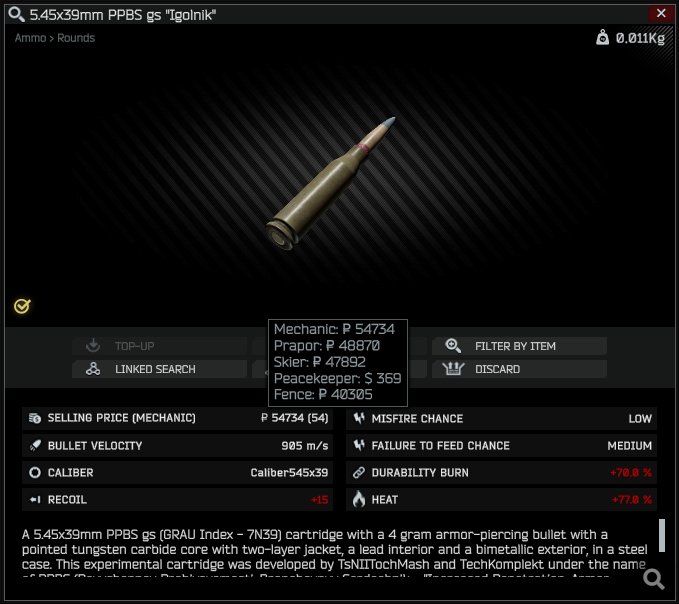 5.45x39mm PPBS gs "Igolnik"
Ammo > Rounds
0.011Kg
Mechanic: ₽ 54734
Prapor: ₽ 48870
Skier: ₽ 47892
Peacekeeper: $ 369
Fence: ₽ 40305
TOP-UP
FILTER BY ITEM
LINKED SEARCH
DISCARD
SELLING PRICE (MECHANIC) ₽ 54734 (54)
MISFIRE CHANCE LOW
BULLET VELOCITY 905 m/s
FAILURE TO FEED CHANCE MEDIUM
CALIBER Caliber545x39
DURABILITY BURN +70.0 %
RECOIL +15
HEAT +77.0 %
A 5.45x39mm PPBS gs (GRAU Index - 7N39) cartridge with a 4 gram armor-piercing bullet with a
pointed tungsten carbide core with two-layer jacket, a lead interior and a bimetallic exterior, in a steel
case. This experimental cartridge was developed by TsNIITochMash and TechKomplekt under the name
of PPBS